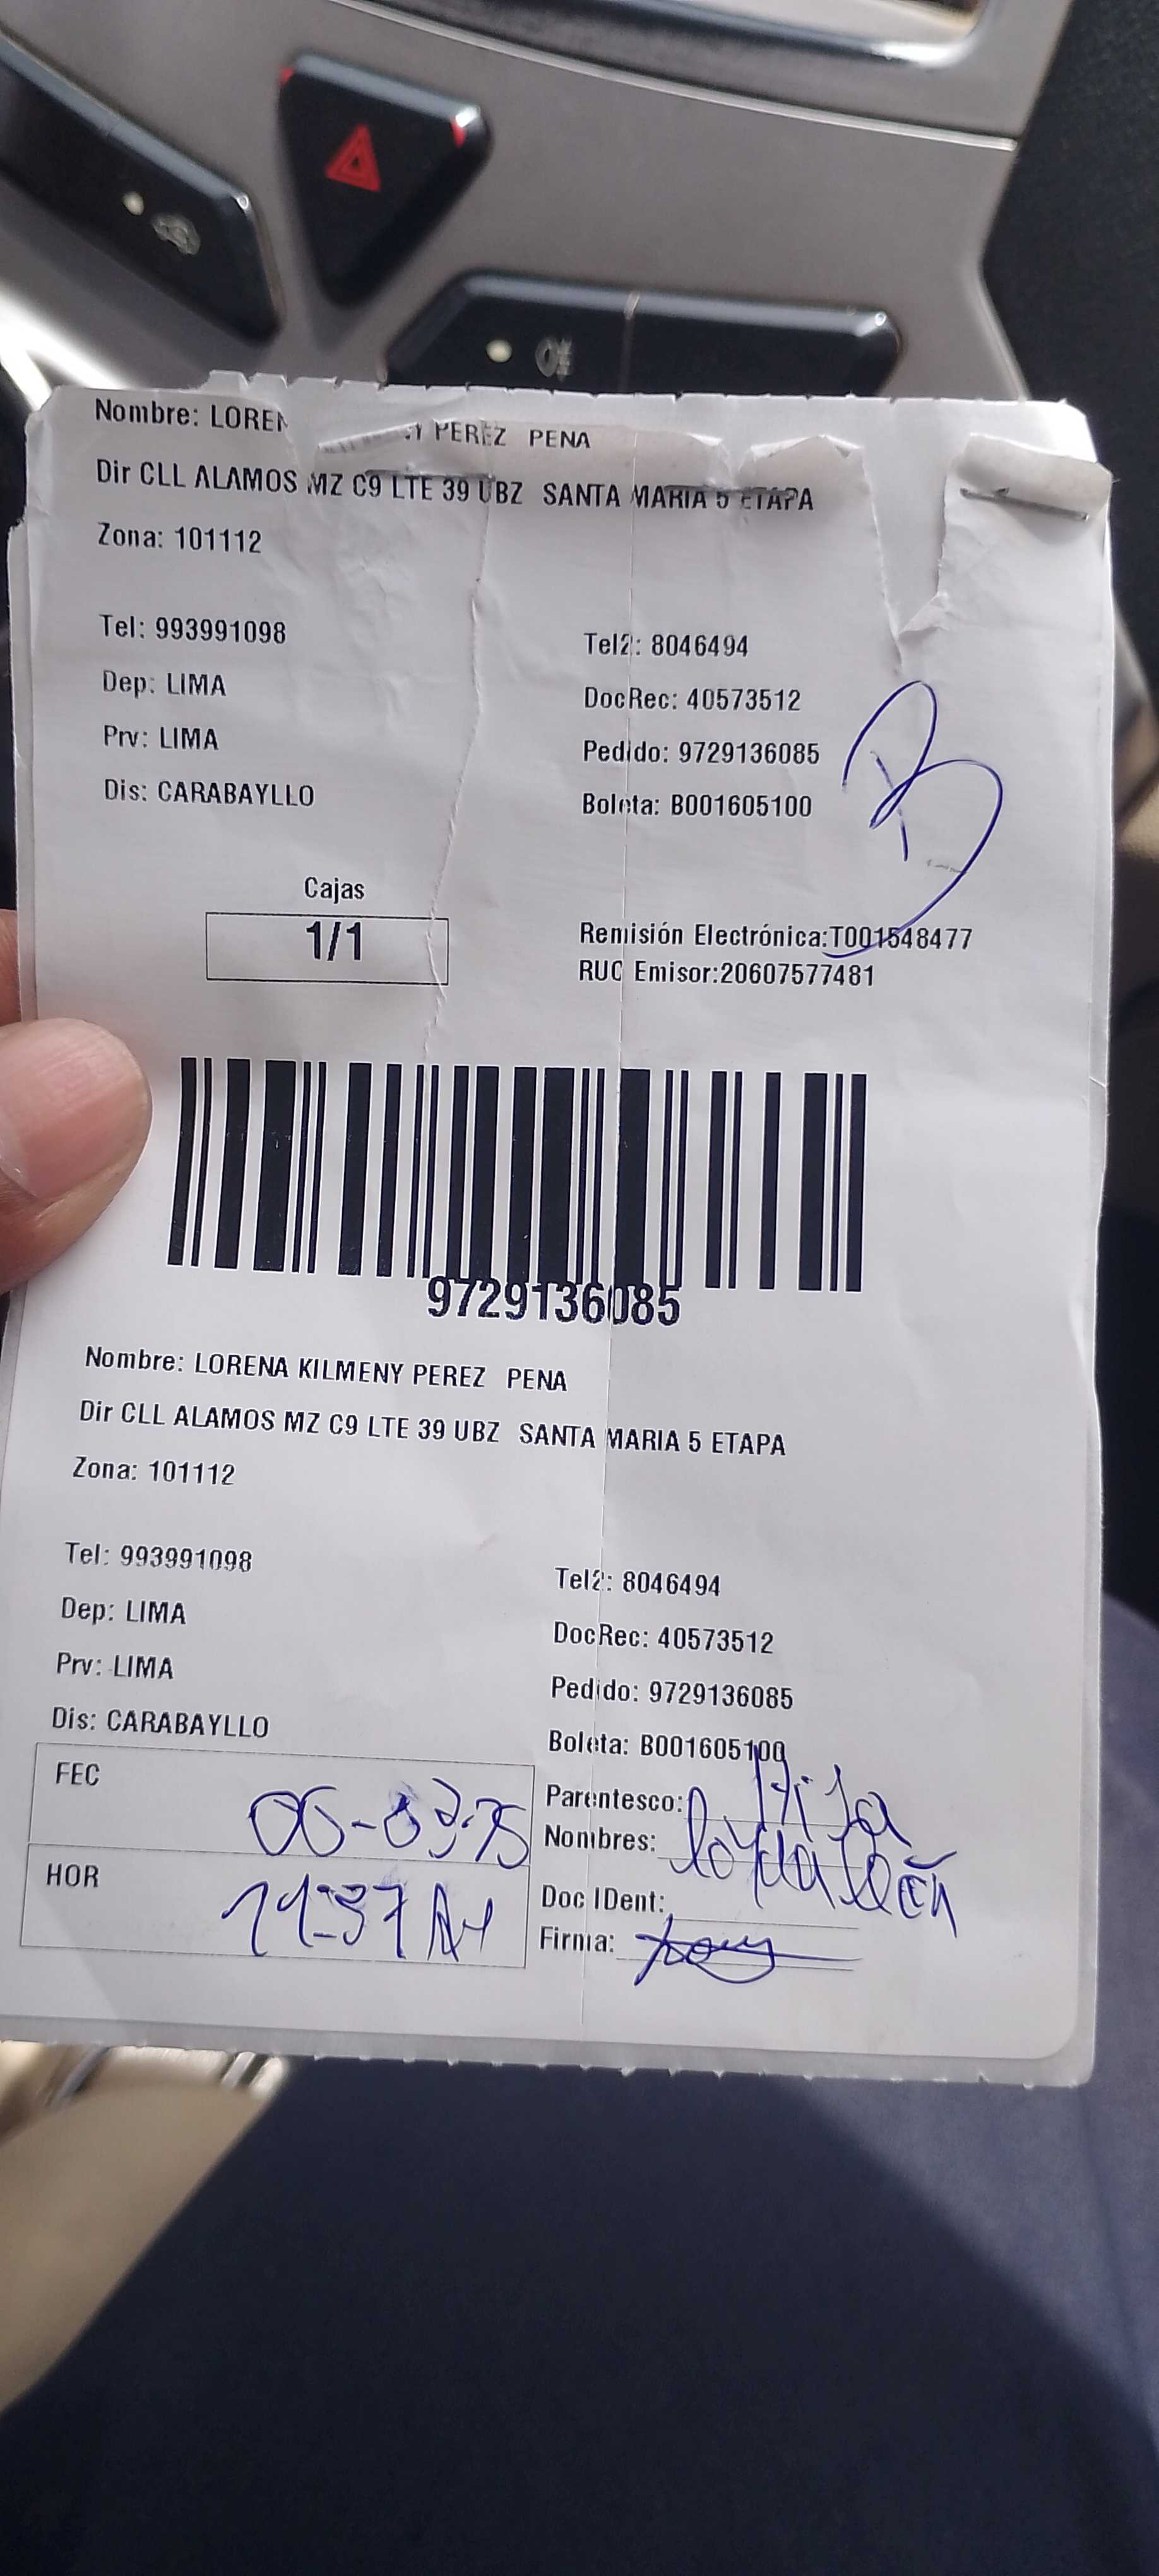 Nombre: LOREN Y PEREZ PENA
Dir CLL ALAMOS MZ C9 LTE 39 UBZ SANTA MARIA 5 ETAPA
Zona: 101112
Tel: 993991098
Tel2: 8046494
Dep: LIMA
DocRec: 40573512
Prv: LIMA
Pedido: 9729136085
Dis: CARABAYLLO
Boleta: B001605100
Cajas
1/1
Remisión Electrónica:T001548477
RUC Emisor:20607577481
9729136085
Nombre: LORENA KILMENY PEREZ PENA
Dir CLL ALAMOS MZ C9 LTE 39 UBZ SANTA MARIA 5 ETAPA
Zona: 101112
Tel: 993991098
Tel2: 8046494
Dep: LIMA
DocRec: 40573512
Prv: LIMA
Pedido: 9729136085
Dis: CARABAYLLO
Boleta: B001605100
FEC
Parentesco: Hija
Nombres: león
HOR 11:37 AM
Doc IDent:
Firma: